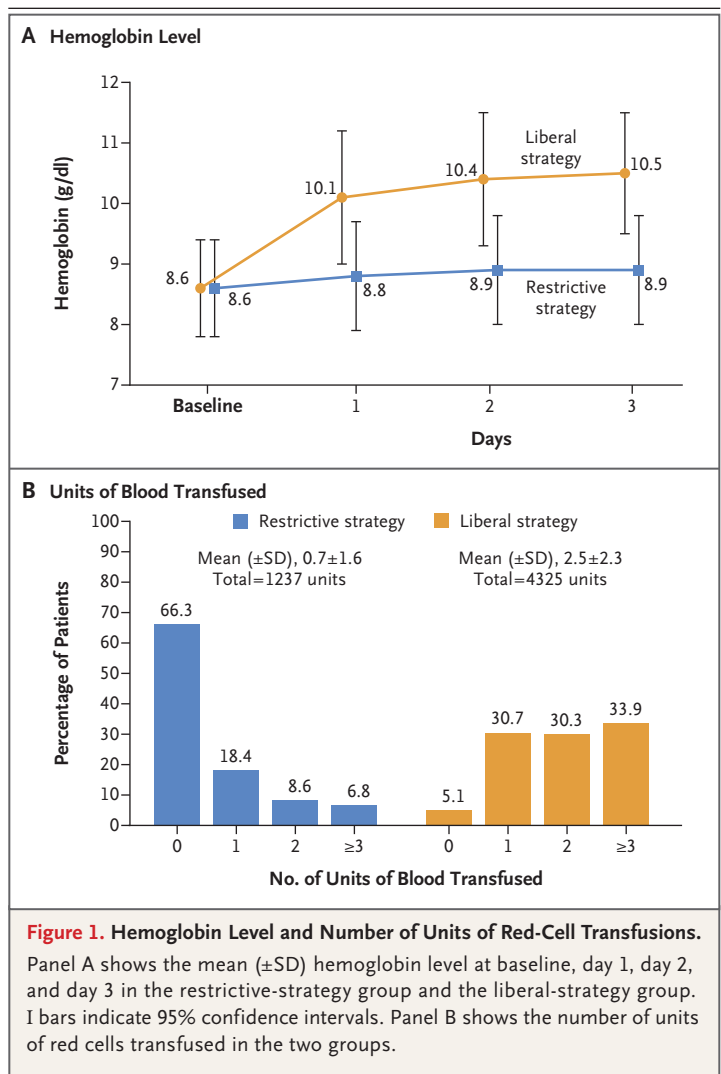 A Hemoglobin Level
12
11
10
9
8
7
Hemoglobin (g/dl)
8.6
10.1
10.4
10.5
Liberal
strategy
8.6
8.8
8.9
8.9
Restrictive
strategy
Baseline
1
2
3
Days
B Units of Blood Transfused
100
90
80
70
60
50
40
30
20
10
0
Percentage of Patients
Restrictive strategy
Liberal strategy
Mean (±SD), 0.7±1.6
Total=1237 units
Mean (±SD), 2.5±2.3
Total=4325 units
66.3
18.4
8.6
6.8
5.1
30.7
30.3
33.9
0
1
2
≥3
0
1
2
≥3
No. of Units of Blood Transfused
Figure 1. Hemoglobin Level and Number of Units of Red-Cell Transfusions.
Panel A shows the mean (±SD) hemoglobin level at baseline, day 1, day 2,
and day 3 in the restrictive-strategy group and the liberal-strategy group.
I bars indicate 95% confidence intervals. Panel B shows the number of units
of red cells transfused in the two groups.